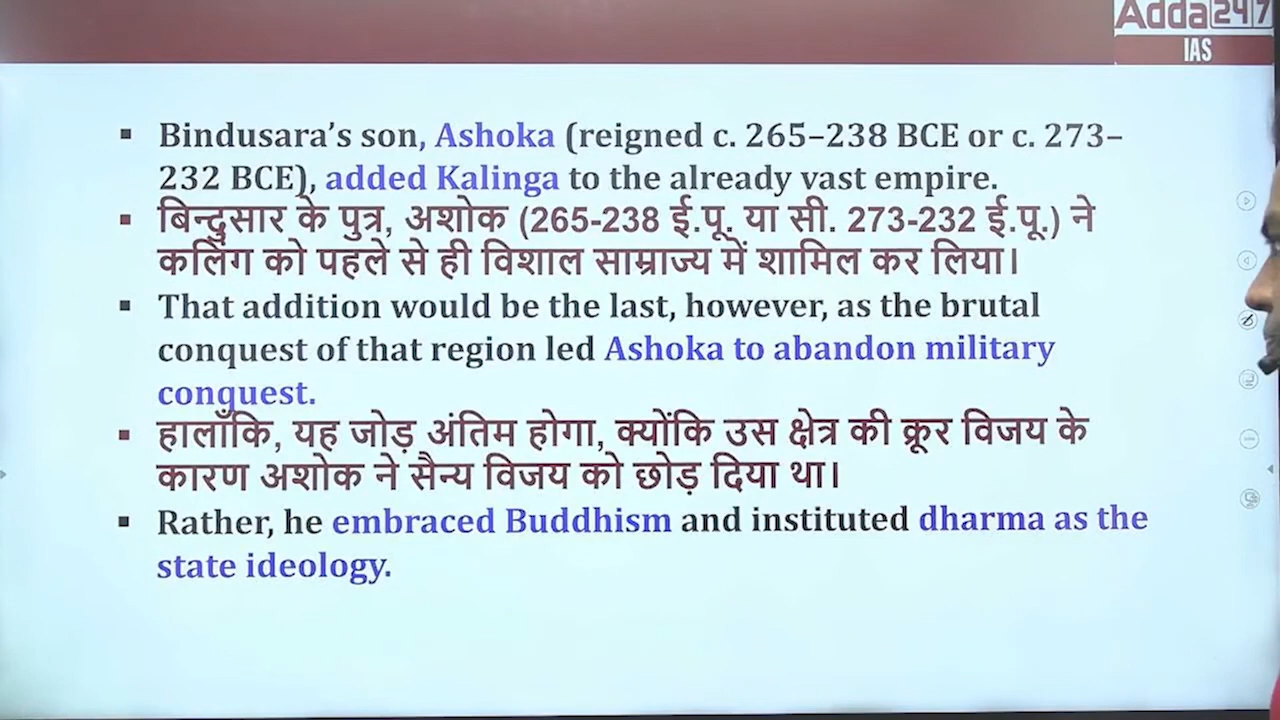 Adda247
IAS
▪ Bindusara’s son, Ashoka (reigned c. 265–238 BCE or c. 273–
232 BCE), added Kalinga to the already vast empire.
▪ बिन्दुसार के पुत्र, अशोक (265-238 ई.पू. या सी. 273-232 ई.पू.) ने
कलिंग को पहले से ही विशाल साम्राज्य में शामिल कर लिया।
▪ That addition would be the last, however, as the brutal
conquest of that region led Ashoka to abandon military
conquest.
▪ हालाँकि, यह जोड़ अंतिम होगा, क्योंकि उस क्षेत्र की क्रूर विजय के
कारण अशोक ने सैन्य विजय को छोड़ दिया था।
▪ Rather, he embraced Buddhism and instituted dharma as the
state ideology.